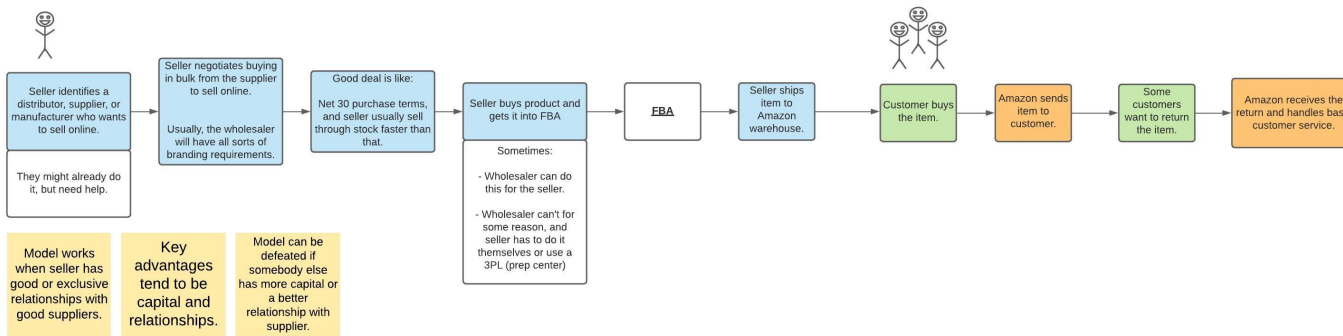 Seller identifies a
distributor, supplier, or
manufacturer who wants
to sell online.
They might already do
it, but need help.
Seller negotiates buying
in bulk from the supplier
to sell online.
Usually, the wholesaler
will have all sorts of
branding requirements.
Good deal is like:
Net 30 purchase terms,
and seller usually sell
through stock faster than
that.
Seller buys product and
gets it into FBA
Sometimes:
- Wholesaler can do
this for the seller.
- Wholesaler can't for
some reason, and
seller has to do it
themselves or use a
3PL (prep center)
FBA
Seller ships
item to
Amazon
warehouse.
Customer buys
the item.
Amazon sends
item to
customer.
Some
customers
want to return
the item.
Amazon receives the
return and handles bas
customer service.
Model works
when seller has
good or exclusive
relationships with
good suppliers.
Key
advantages
tend to be
capital and
relationships.
Model can be
defeated if
somebody else
has more capital or
a better
relationship with
supplier.